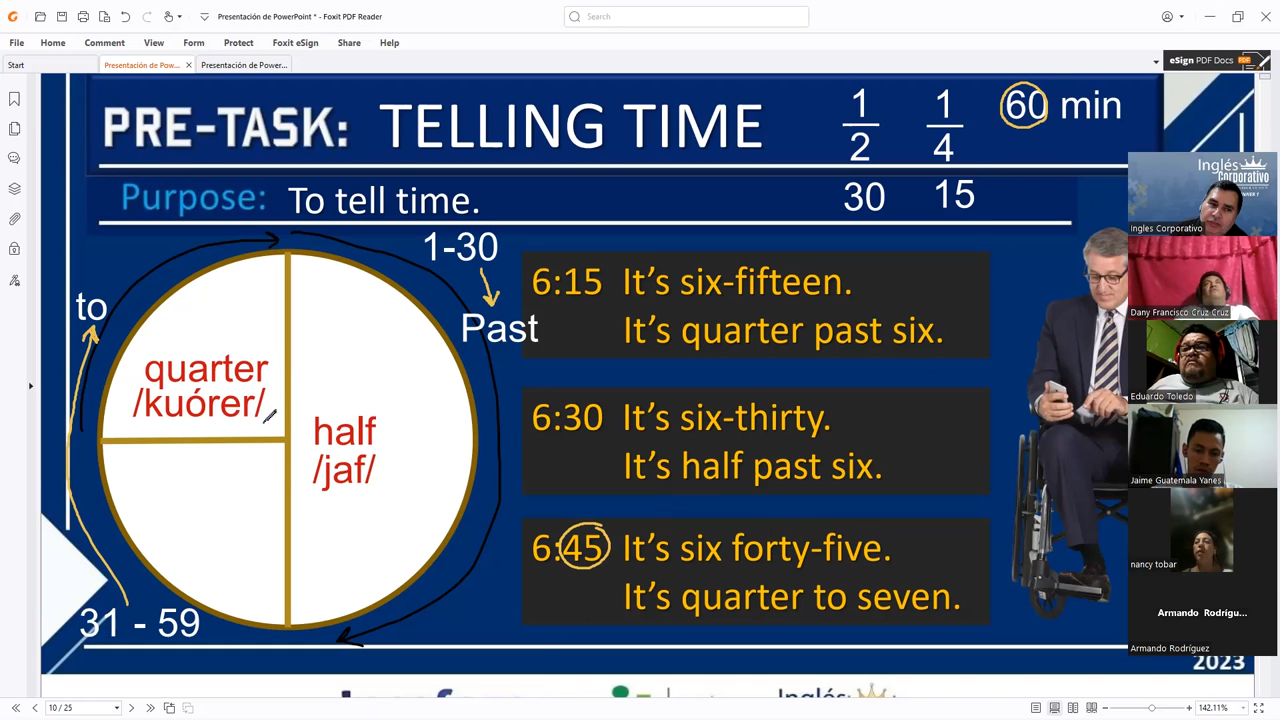 Presentación de PowerPoint * - Foxit PDF Reader
Search
File Home Comment View Form Protect Foxit eSign Share Help
Start
Presentación de Pow...
Presentación de Power...
eSign PDF Docs
PRE-TASK: TELLING TIME
1
2
1
4
60 min
Purpose: To tell time.
30 15
1-30
to
Past
quarter
/kuórer/
half
/jaf/
31 - 59
6:15 It's six-fifteen.
It's quarter past six.
6:30 It's six-thirty.
It's half past six.
6:45 It's six forty-five.
It's quarter to seven.
Inglés
Corporativo
Ingles Corporativo
Dany Francisco Cruz Cruz
Eduardo Toledo
Jaime Guatemala Yanes
nancy tobar
Armando Rodrígu...
Armando Rodríguez
2023
10 / 25
142.11%